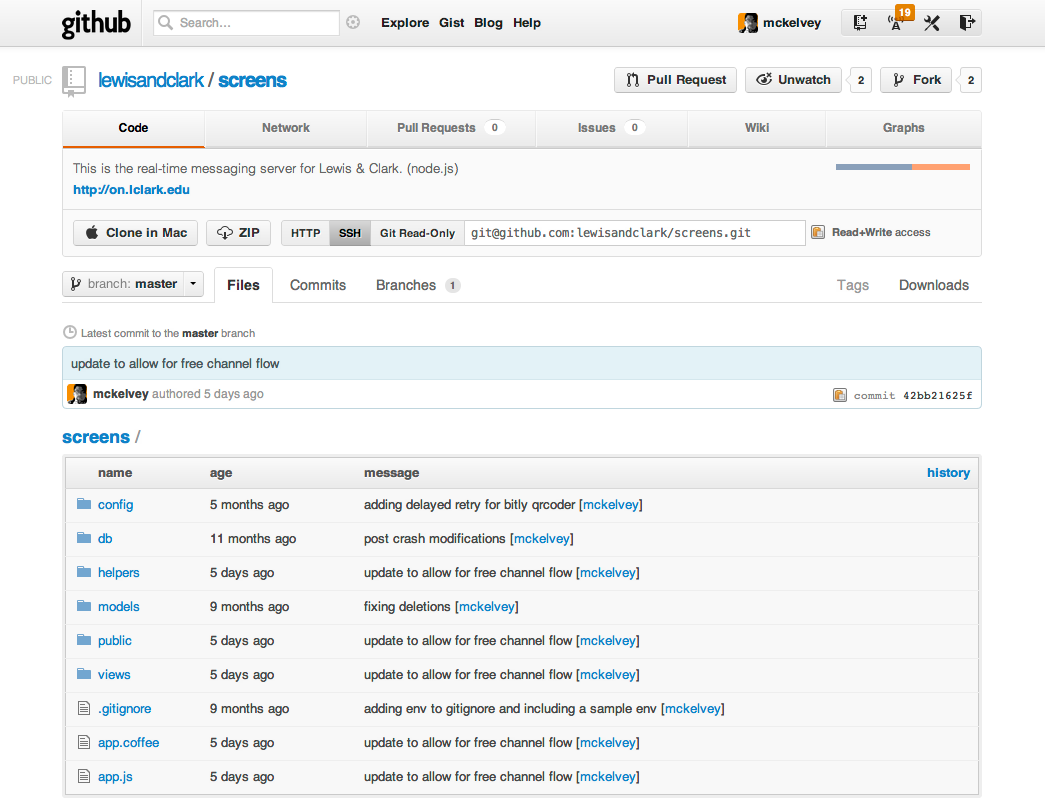 github Search... Explore Gist Blog Help mckelvey 19
PUBLIC lewisandclark / screens Pull Request Unwatch 2 Fork 2
Code Network Pull Requests 0 Issues 0 Wiki Graphs
This is the real-time messaging server for Lewis & Clark. (node.js)
http://on.lclark.edu
Clone in Mac ZIP HTTP SSH Git Read-Only git@github.com:lewisandclark/screens.git Read+Write access
branch: master Files Commits Branches 1 Tags Downloads
Latest commit to the master branch
update to allow for free channel flow
mckelvey authored 5 days ago commit 42bb21625f
screens /
name age message history
config 5 months ago adding delayed retry for bitly qrcoder [mckelvey]
db 11 months ago post crash modifications [mckelvey]
helpers 5 days ago update to allow for free channel flow [mckelvey]
models 9 months ago fixing deletions [mckelvey]
public 5 days ago update to allow for free channel flow [mckelvey]
views 5 days ago update to allow for free channel flow [mckelvey]
.gitignore 9 months ago adding env to gitignore and including a sample env [mckelvey]
app.coffee 5 days ago update to allow for free channel flow [mckelvey]
app.js 5 days ago update to allow for free channel flow [mckelvey]